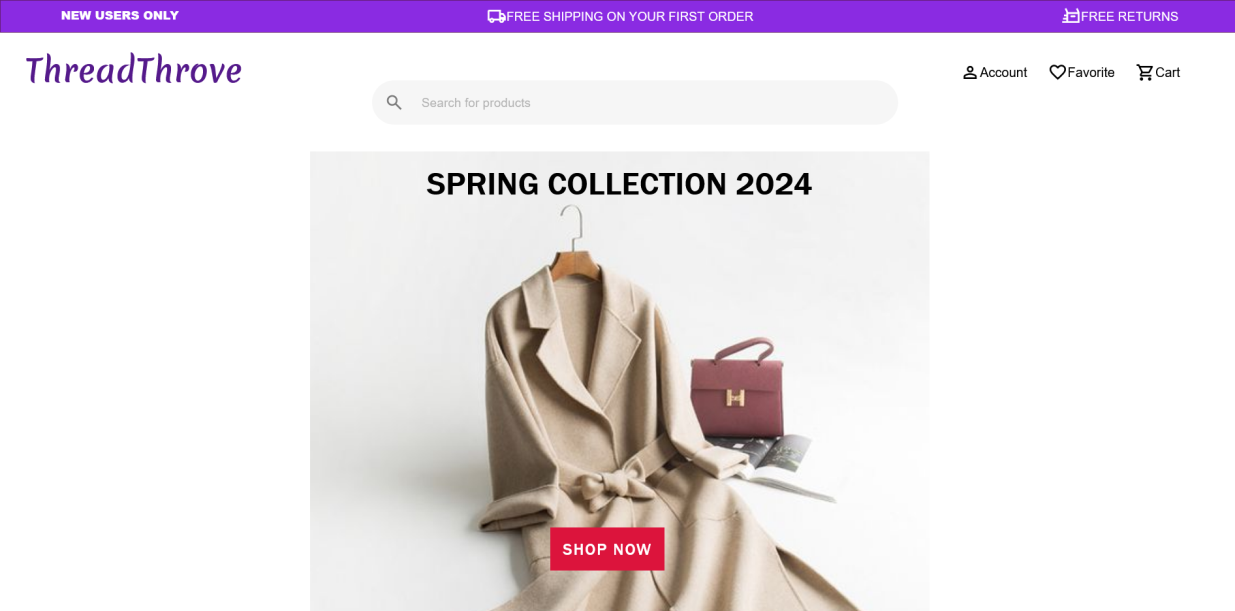 NEW USERS ONLY
FREE SHIPPING ON YOUR FIRST ORDER
FREE RETURNS
ThreadThrove
Account
Favorite
Cart
Search for products
SPRING COLLECTION 2024
SHOP NOW